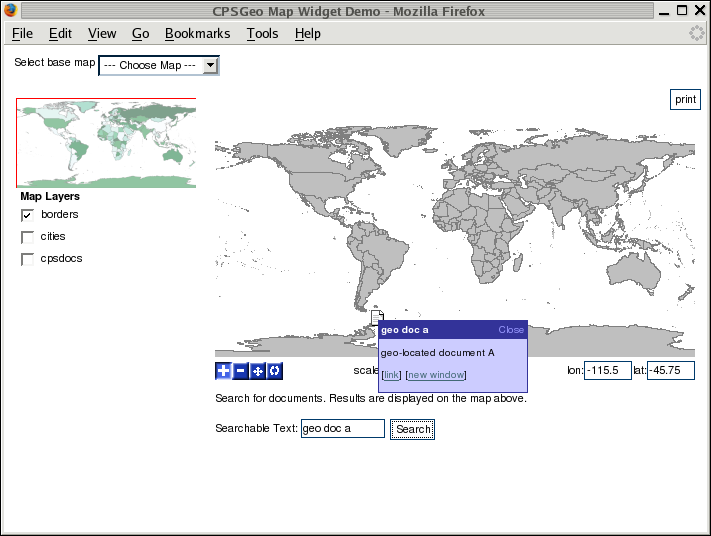 CPSGeo Map Widget Demo - Mozilla Firefox
File Edit View Go Bookmarks Tools Help
Select base map --- Choose Map ---
print
Map Layers
borders
cities
cpsdocs
geo doc a Close
geo-located document A
[link] [new window]
scale
lon: -115.5 lat: -45.75
Search for documents. Results are displayed on the map above.
Searchable Text: geo doc a Search